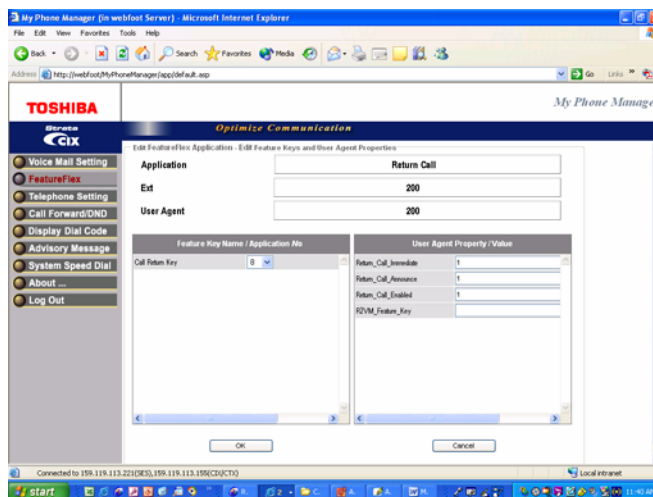 My Phone Manager (in webfoot Server) - Microsoft Internet Explorer
File Edit View Favorites Tools Help
Back Search Favorites Media
Address http://webfoot/MyPhoneManager/app/default.asp Go Links
TOSHIBA
My Phone Manage
Strata CIX
Optimize Communication
Voice Mail Setting
FeatureFlex
Telephone Setting
Call Forward/DND
Display Dial Code
Advisory Message
System Speed Dial
About ...
Log Out
Edit FeatureFlex Application - Edit Feature Keys and User Agent Properties
Application Return Call
Ext 200
User Agent 200
Feature Key Name / Application No
Call Return Key 8
User Agent Property / Value
Return_Call_Immediate 1
Return_Call_Announce 1
Return_Call_Enabled 1
RZVM_Feature_Key
OK Cancel
Connected to 159.119.113.221(SES),159.119.113.155(CIX/CTX) Local intranet
start 11:40 AM